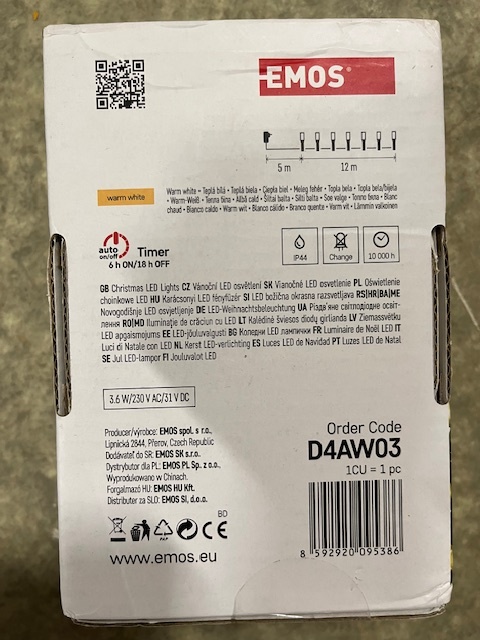 EMOS®
5 m 12 m
warm white
Warm white – Teplá bílá • Teplá biela • Ciepła biel • Meleg fehér • Topla bela • Topla bela/bijela
• Warm-Weiß • Тепла біла • Albă cald • Šiltai balta • Silti balta • Soe valge • Топла бяла • Blanc
chaud • Bianco caldo • Warm wit • Blanco cálido • Branco quente • Varm vit • Lämmin valkoinen
auto
on/off
Timer
6 h ON/18 h OFF
IP44
Change
10 000 h
GB Christmas LED Lights CZ Vánoční LED osvětlení SK Vianočné LED osvetlenie PL Oświetlenie
choinkowe LED HU Karácsonyi LED fényfüzér SI LED božična okrasna razsvetljava RS|HR|BA|ME
Novogodišnje LED osvjetljenje DE LED-Weihnachtsbeleuchtung UA Різдвяне світлодіодне освіт-
лення RO|MD Iluminaţie de crăciun cu LED LT Kalėdinė šviesos diodų girlianda LV Ziemassvētku
LED apgaismojums EE LED-jõuluvalgusti BG Коледни LED лампички FR Luminaire de Noël LED IT
Luci di Natale con LED NL Kerst LED-verlichting ES Luces LED de Navidad PT Luzes LED de Natal
SE Jul LED-lampor FI Jouluvalot LED
3.6 W/230 V AC/31 V DC
Producer/výrobce: EMOS spol. s r.o.,
Lipnická 2844, Přerov, Czech Republic
Dodávateľ do SR: EMOS SK s.r.o.
Dystrybutor dla PL: EMOS PL Sp. z o.o.,
Wyprodukowano w Chinach.
Forgalmazó HU: EMOS HU Kft.
Distributer za SLO: EMOS SI, d.o.o.
BD
PAP
CE
www.emos.eu
Order Code
D4AW03
1CU = 1 pc
8 592920 095386